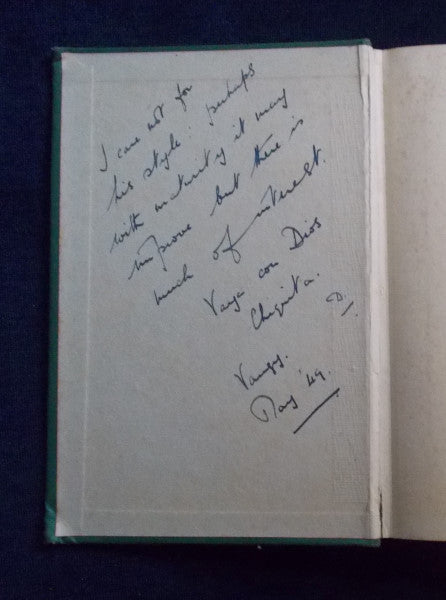 I care not for
his style: perhaps
with maturity it may
improve but there is
much of interest.
Vaya con Dios
Chiquita.
D.
May '49.